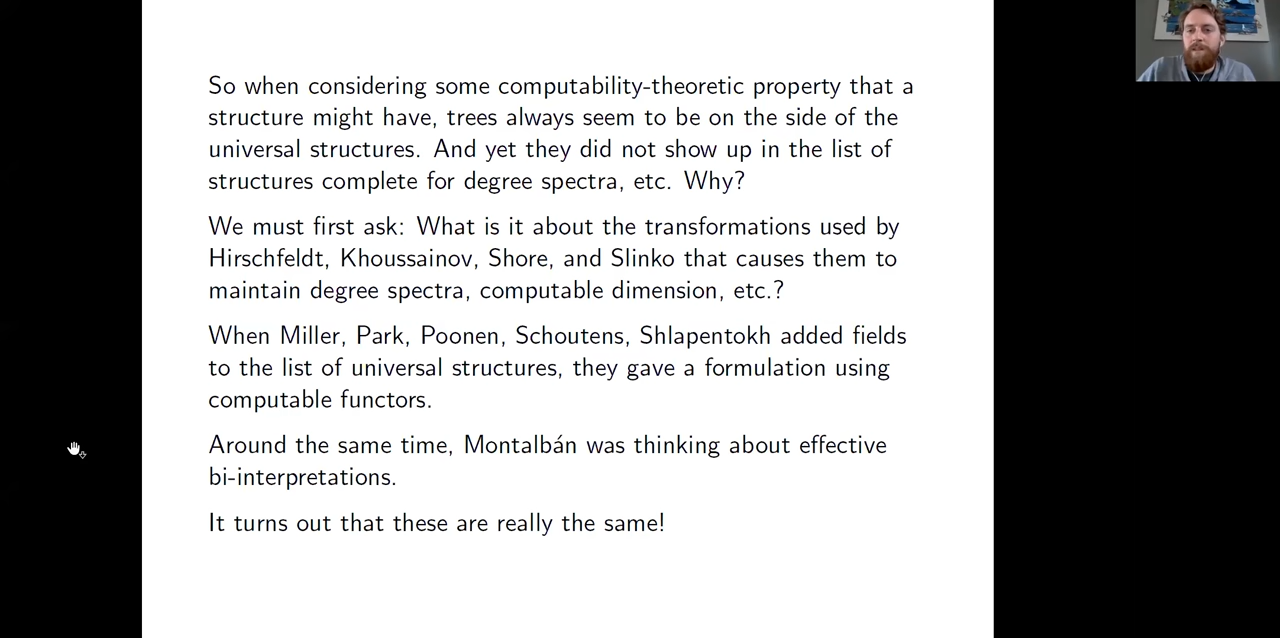 So when considering some computability-theoretic property that a
structure might have, trees always seem to be on the side of the
universal structures. And yet they did not show up in the list of
structures complete for degree spectra, etc. Why?
We must first ask: What is it about the transformations used by
Hirschfeldt, Khoussainov, Shore, and Slinko that causes them to
maintain degree spectra, computable dimension, etc.?
When Miller, Park, Poonen, Schoutens, Shlapentokh added fields
to the list of universal structures, they gave a formulation using
computable functors.
Around the same time, Montalbán was thinking about effective
bi-interpretations.
It turns out that these are really the same!